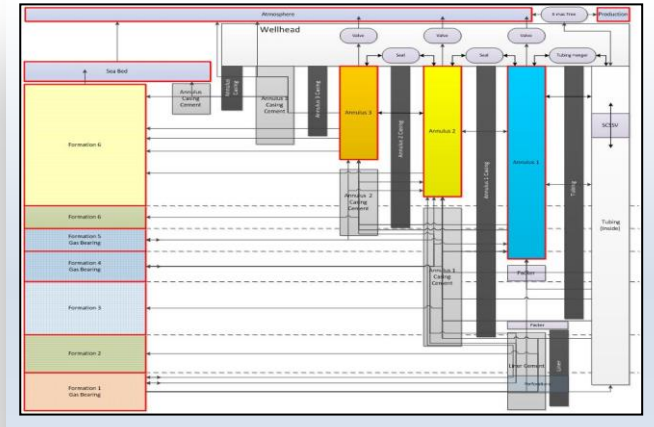 Atmosphere
X-mas Tree
Production
Wellhead
Valve
Valve
Valve
Seal
Seal
Tubing Hanger
Sea Bed
Annulus
Casing
Cement
Annulus
Casing
Annulus 3
Casing
Cement
Annulus 3 Casing
Annulus 3
Annulus 2 Casing
Annulus 2
Annulus 1 Casing
Annulus 1
Tubing
SCSSV
Tubing
(Inside)
Formation 6
Annulus 2
Casing
Cement
Formation 6
Formation 5
Gas Bearing
Formation 4
Gas Bearing
Annulus 1
Casing
Cement
Packer
Formation 3
Packer
Formation 2
Liner Cement
Liner
Formation 1
Gas Bearing